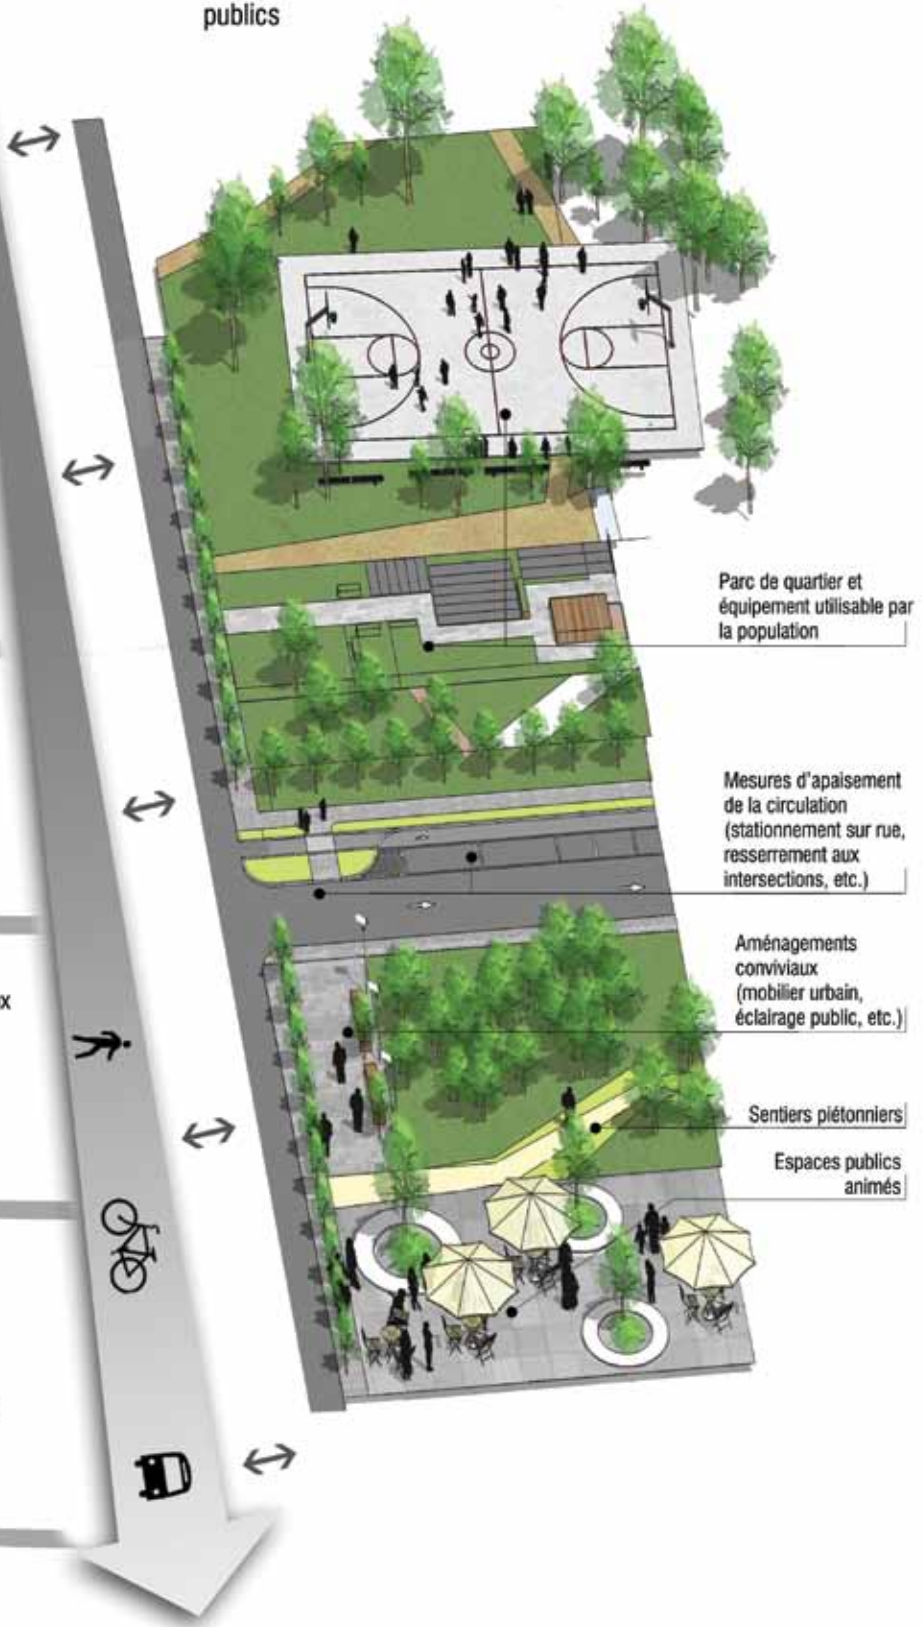 publics
Parc de quartier et
équipement utilisable par
la population
Mesures d'apaisement
de la circulation
(stationnement sur rue,
resserrement aux
intersections, etc.)
Aménagements
conviviaux
(mobilier urbain,
éclairage public, etc.)
x
Sentiers piétonniers
Espaces publics
animés